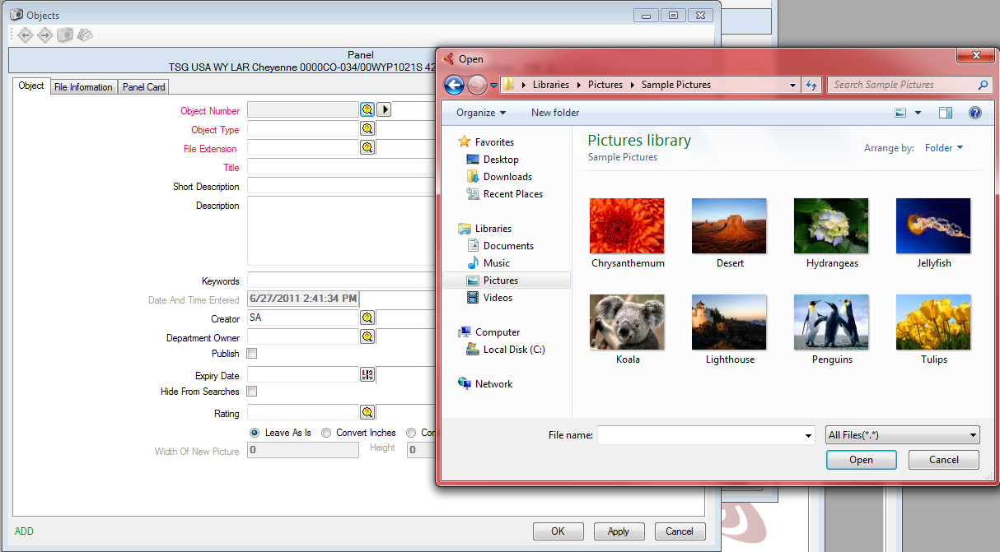 Objects
Panel
TSG USA WY LAR Cheyenne 0000CO-034/00WYP1021S 42
Object
File Information
Panel Card
Object Number
Object Type
File Extension
Title
Short Description
Description
Keywords
Date And Time Entered 6/27/2011 2:41:34 PM
Creator SA
Department Owner
Publish
Expiry Date
Hide From Searches
Rating
Leave As Is Convert Inches Con
Width Of New Picture 0 Height 0
ADD
OK
Apply
Cancel
Open
Libraries Pictures Sample Pictures
Search Sample Pictures
Organize
New folder
Favorites
Desktop
Downloads
Recent Places
Libraries
Documents
Music
Pictures
Videos
Computer
Local Disk (C:)
Network
Pictures library
Sample Pictures
Arrange by: Folder
Chrysanthemum
Desert
Hydrangeas
Jellyfish
Koala
Lighthouse
Penguins
Tulips
File name:
All Files(*.*)
Open
Cancel